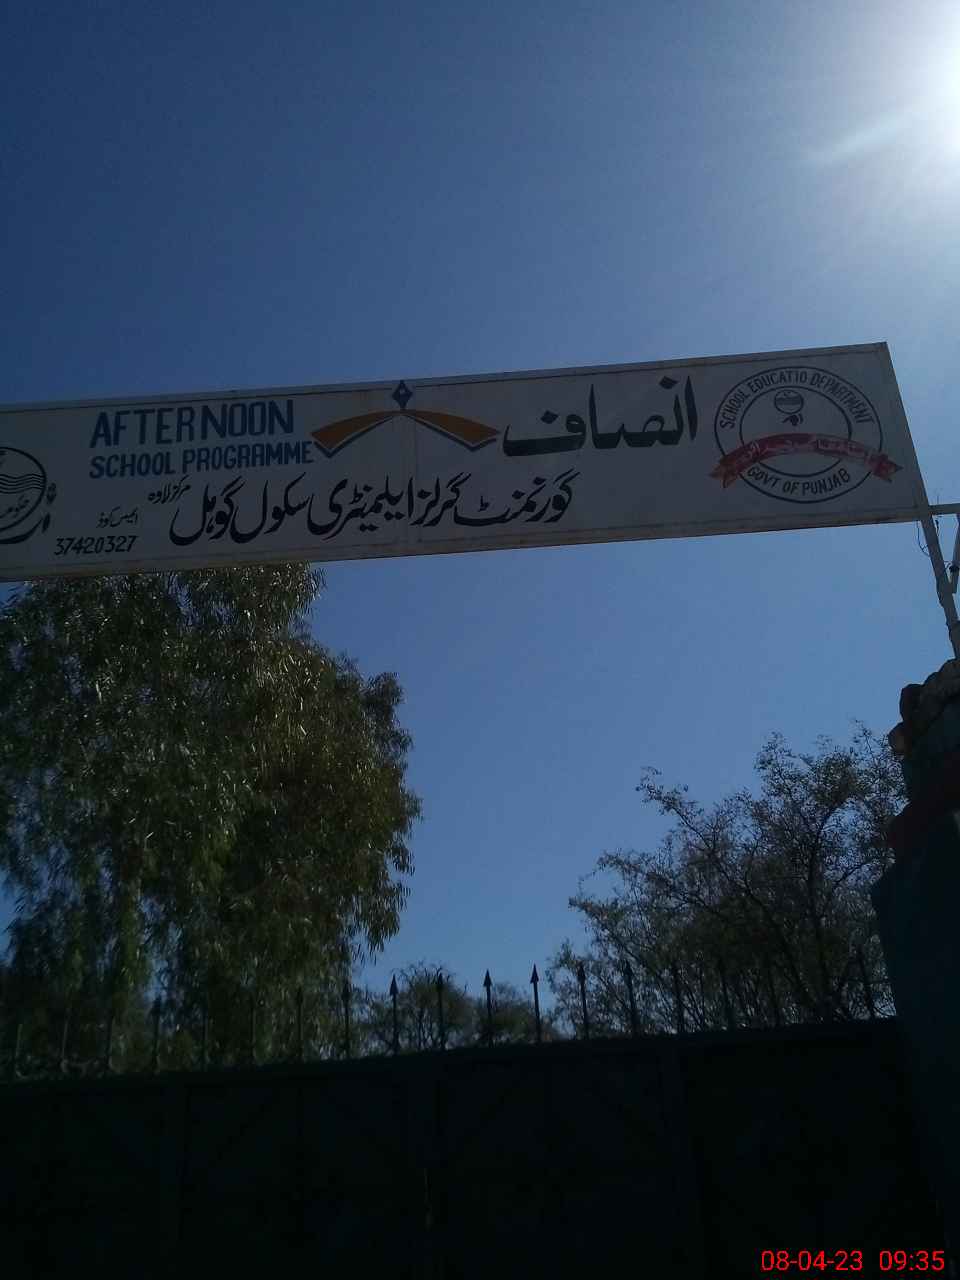 AFTERNOON
SCHOOL PROGRAMME
انصاف
گورنمنٹ گرلز ایلیمنٹری سکول گوہل
مرکز لاوہ
ایمیس کوڈ
37420327
SCHOOL EDUCATIO DEPARTMENT
GOVT OF PUNJAB
08-04-23 09:35